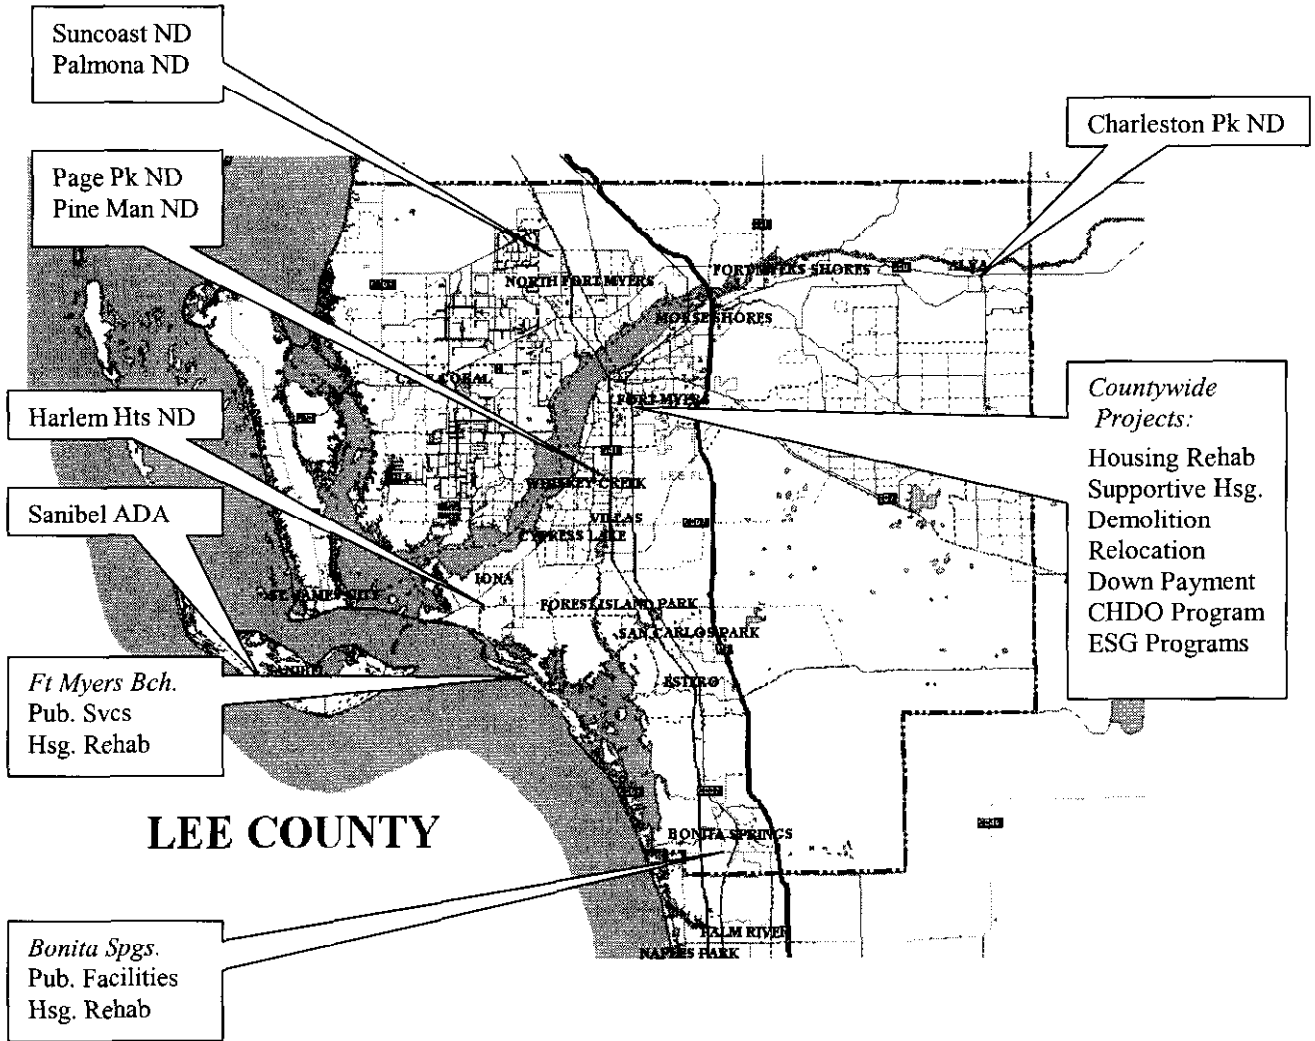 Suncoast ND
Palmona ND
Charleston Pk ND
Page Pk ND
Pine Man ND
FORT MYERS SHORES
ALVA
NORTH FORT MYERS
MORSE SHORES
CAPE CORAL
FORT MYERS
Countywide
Projects:
Housing Rehab
Supportive Hsg.
Demolition
Relocation
Down Payment
CHDO Program
ESG Programs
Harlem Hts ND
WHISKEY CREEK
Sanibel ADA
VILLAS
CYPRESS LAKE
IONA
ST. JAMES CITY
FOREST ISLAND PARK
SAN CARLOS PARK
SANIBEL
ESTERO
Ft Myers Bch.
Pub. Svcs
Hsg. Rehab
LEE COUNTY
BONITA SPRINGS
Bonita Spgs.
Pub. Facilities
Hsg. Rehab
PALM RIVER
NAPLES PARK